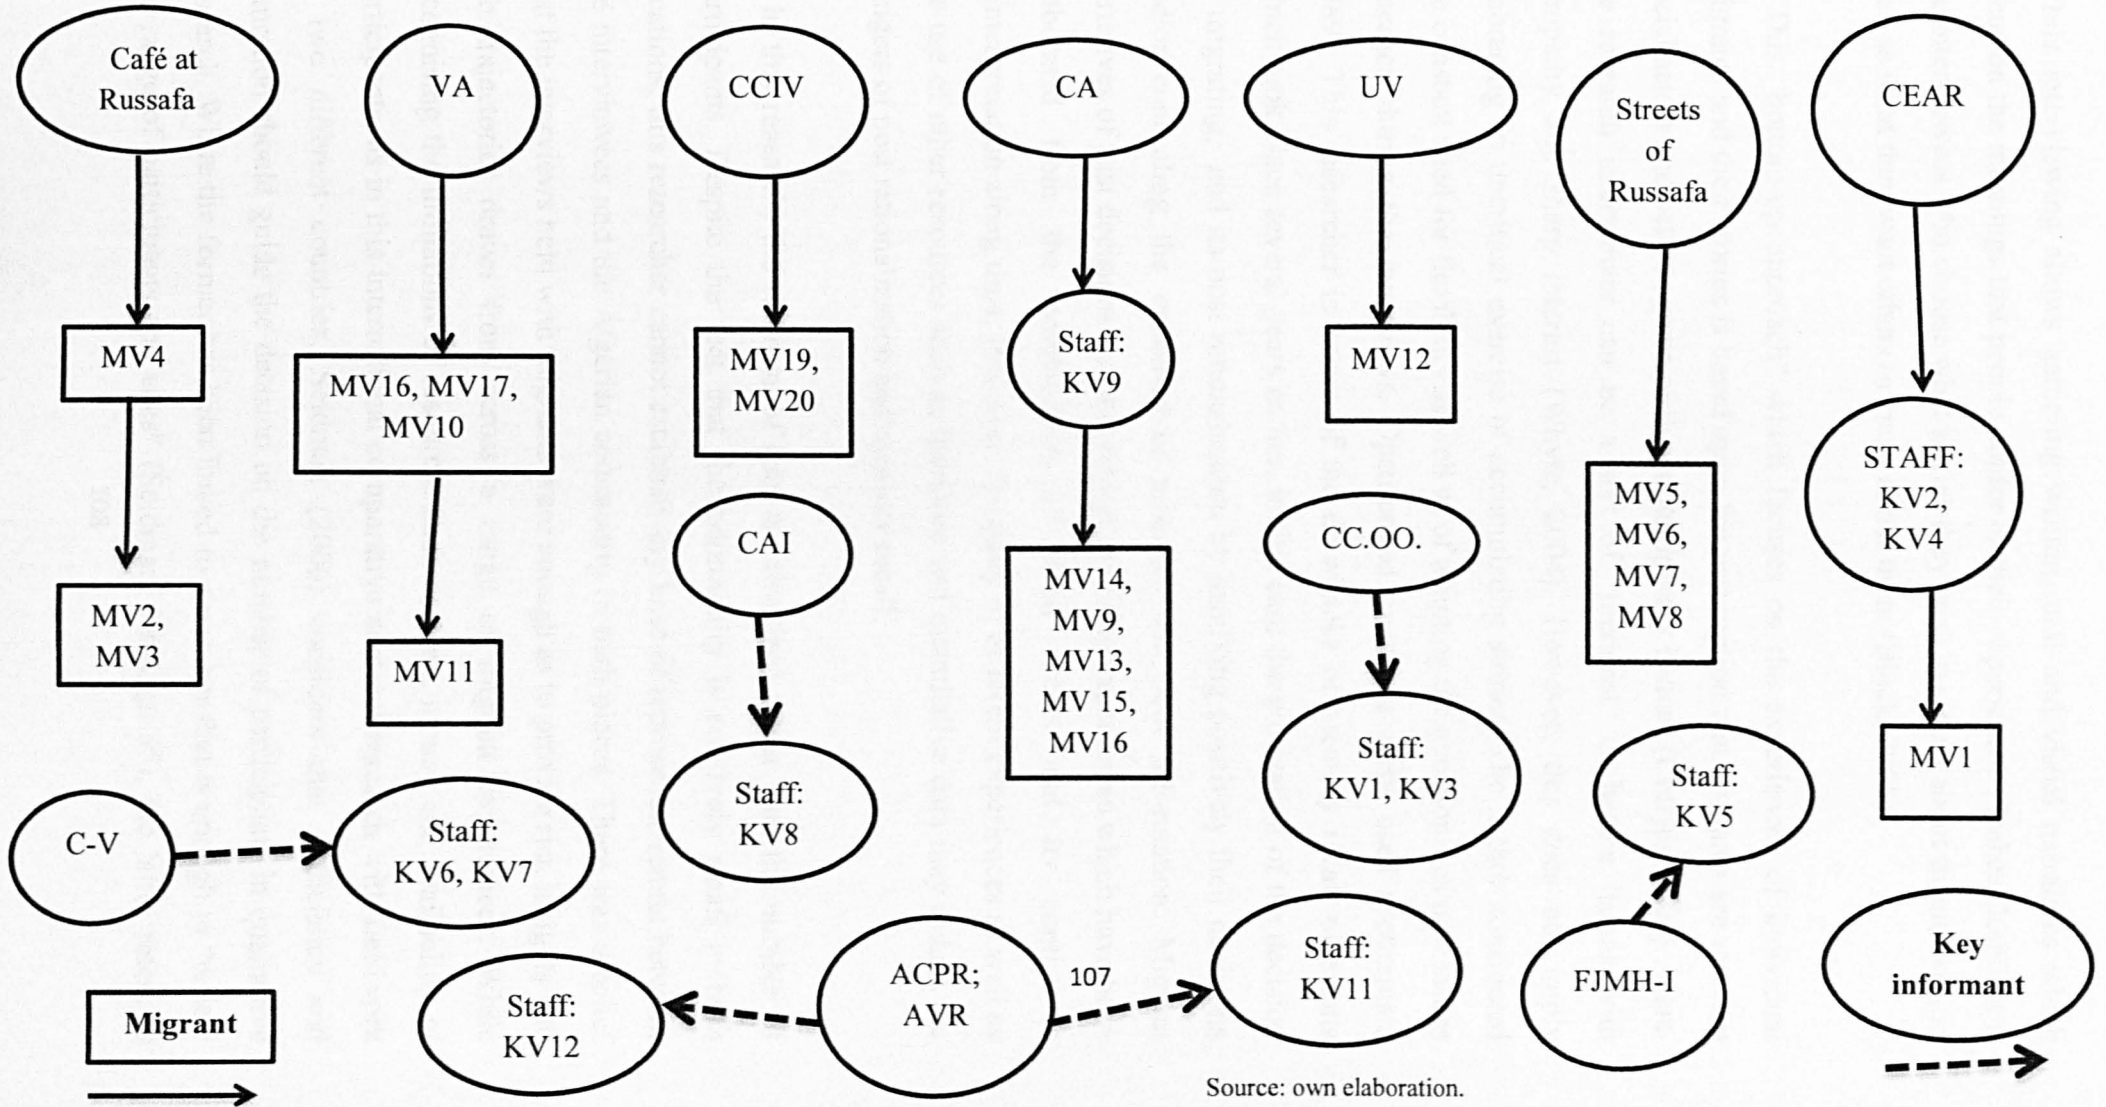 Café at
Russafa
VA
CCIV
CA
UV
Streets
of
Russafa
CEAR
MV4
MV16, MV17,
MV10
MV19,
MV20
Staff:
KV9
MV12
MV5,
MV6,
MV7,
MV8
STAFF:
KV2,
KV4
MV2,
MV3
MV11
CAI
MV14,
MV9,
MV13,
MV 15,
MV16
CC.OO.
MV1
C-V
Staff:
KV6, KV7
Staff:
KV8
Staff:
KV1, KV3
Staff:
KV5
Migrant
Staff:
KV12
ACPR;
AVR
107
Staff:
KV11
FJMH-I
Key
informant
Source: own elaboration.